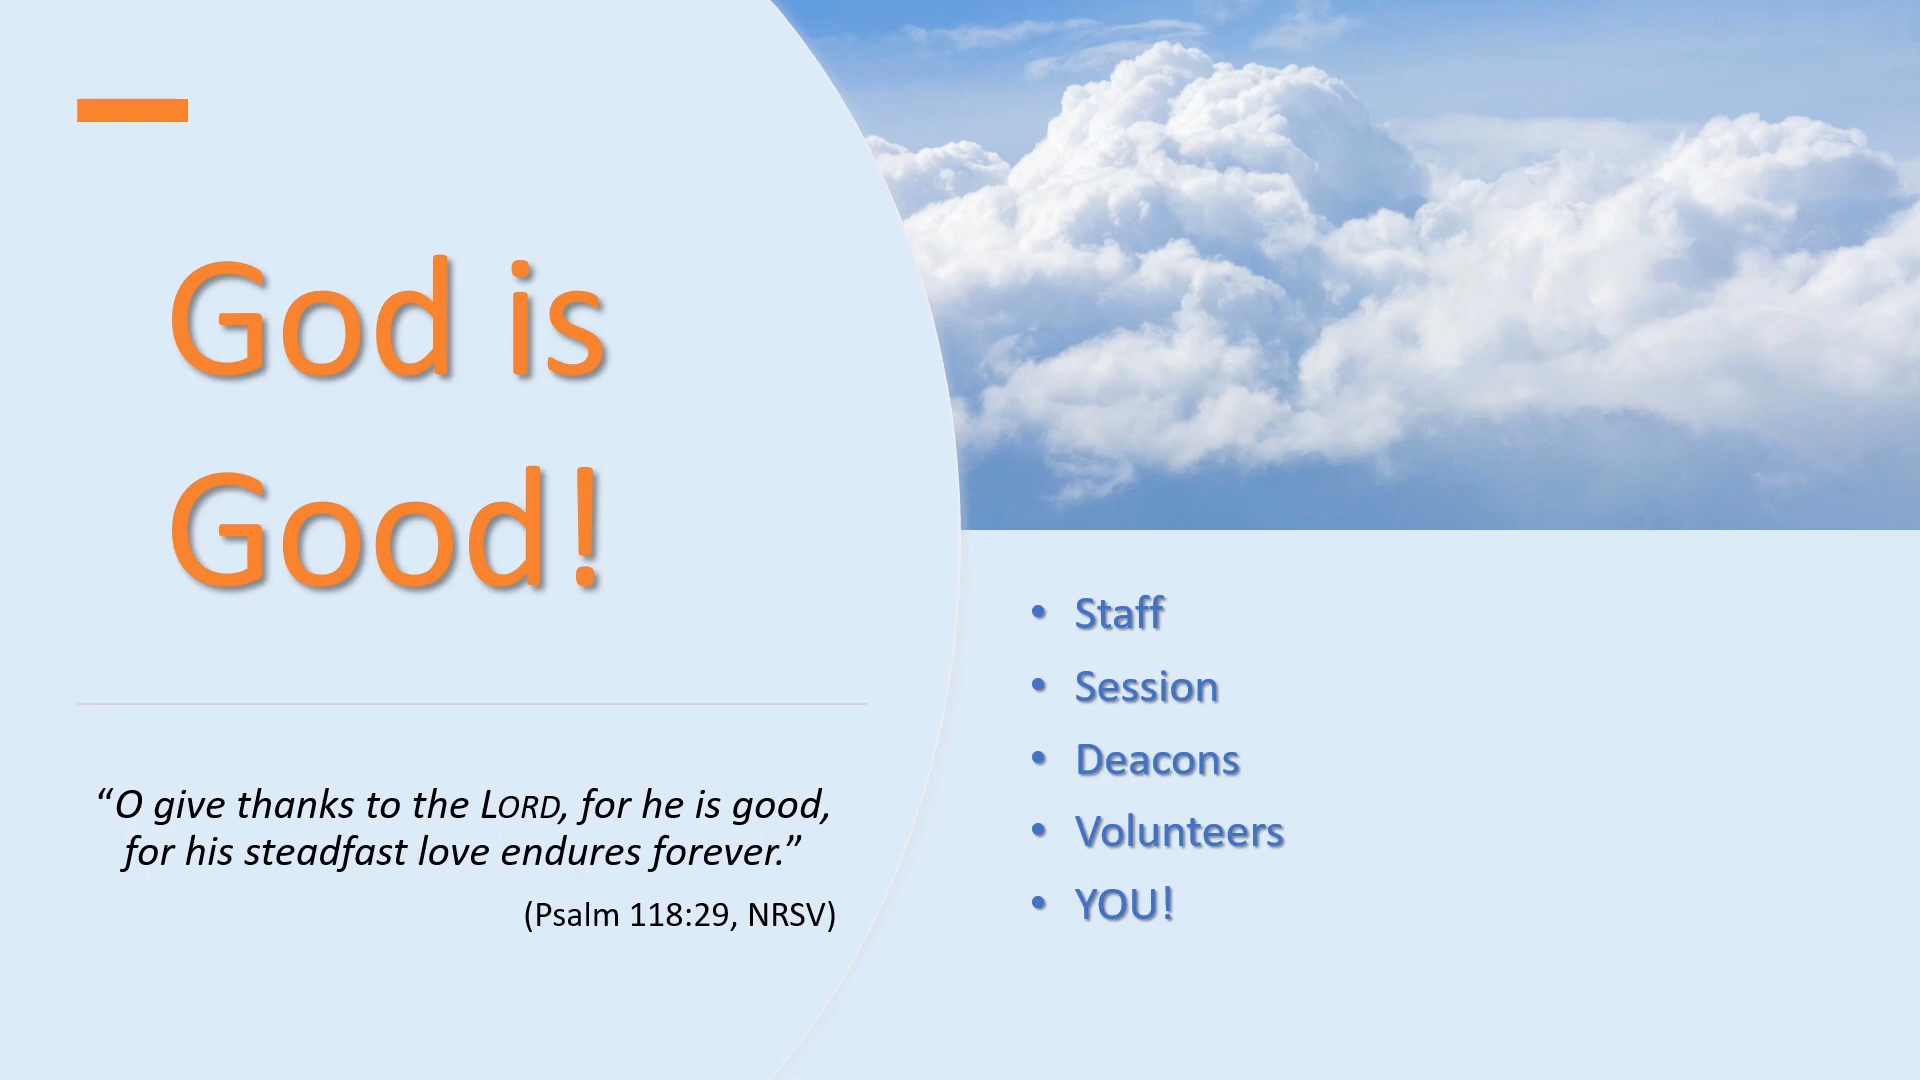 God is
Good!
“O give thanks to the LORD, for he is good,
for his steadfast love endures forever.”
(Psalm 118:29, NRSV)
• Staff
• Session
• Deacons
• Volunteers
• YOU!